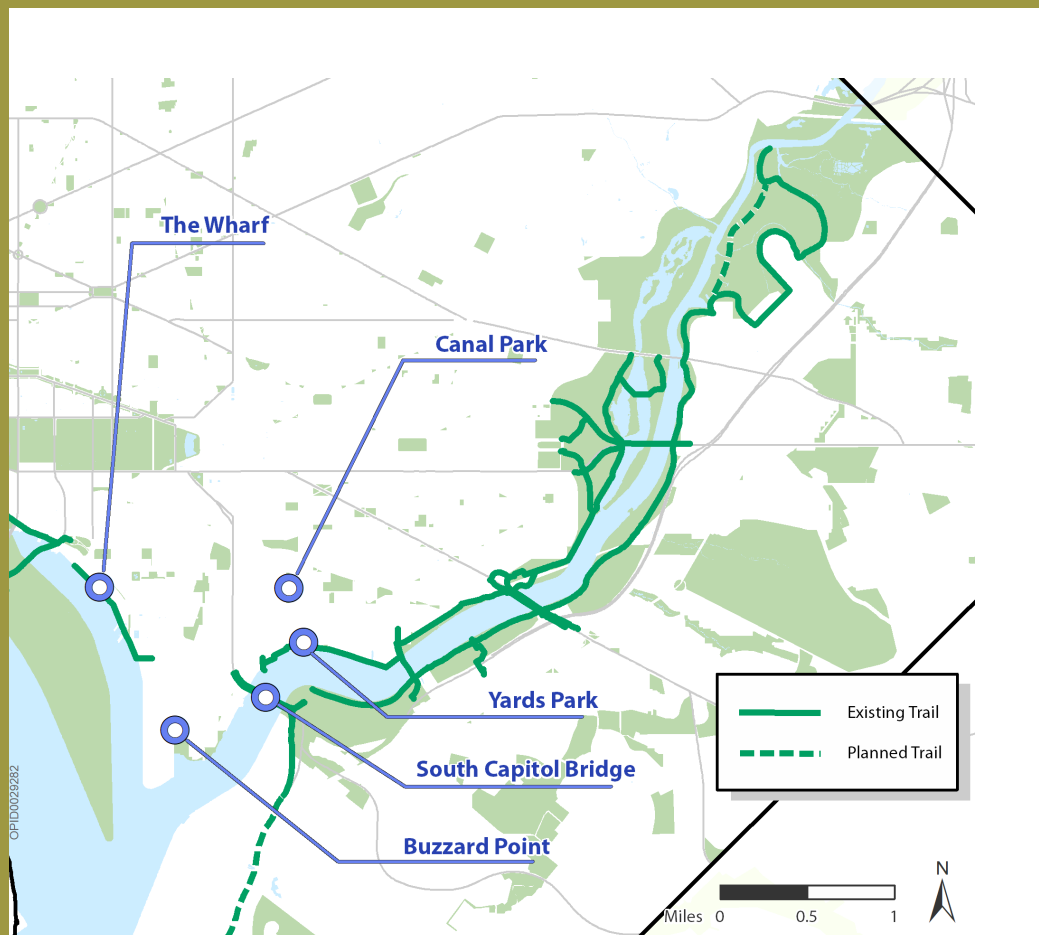 The Wharf
Canal Park
Yards Park
South Capitol Bridge
Buzzard Point
Existing Trail
Planned Trail
OPID0029282
N
Miles 0 0.5 1